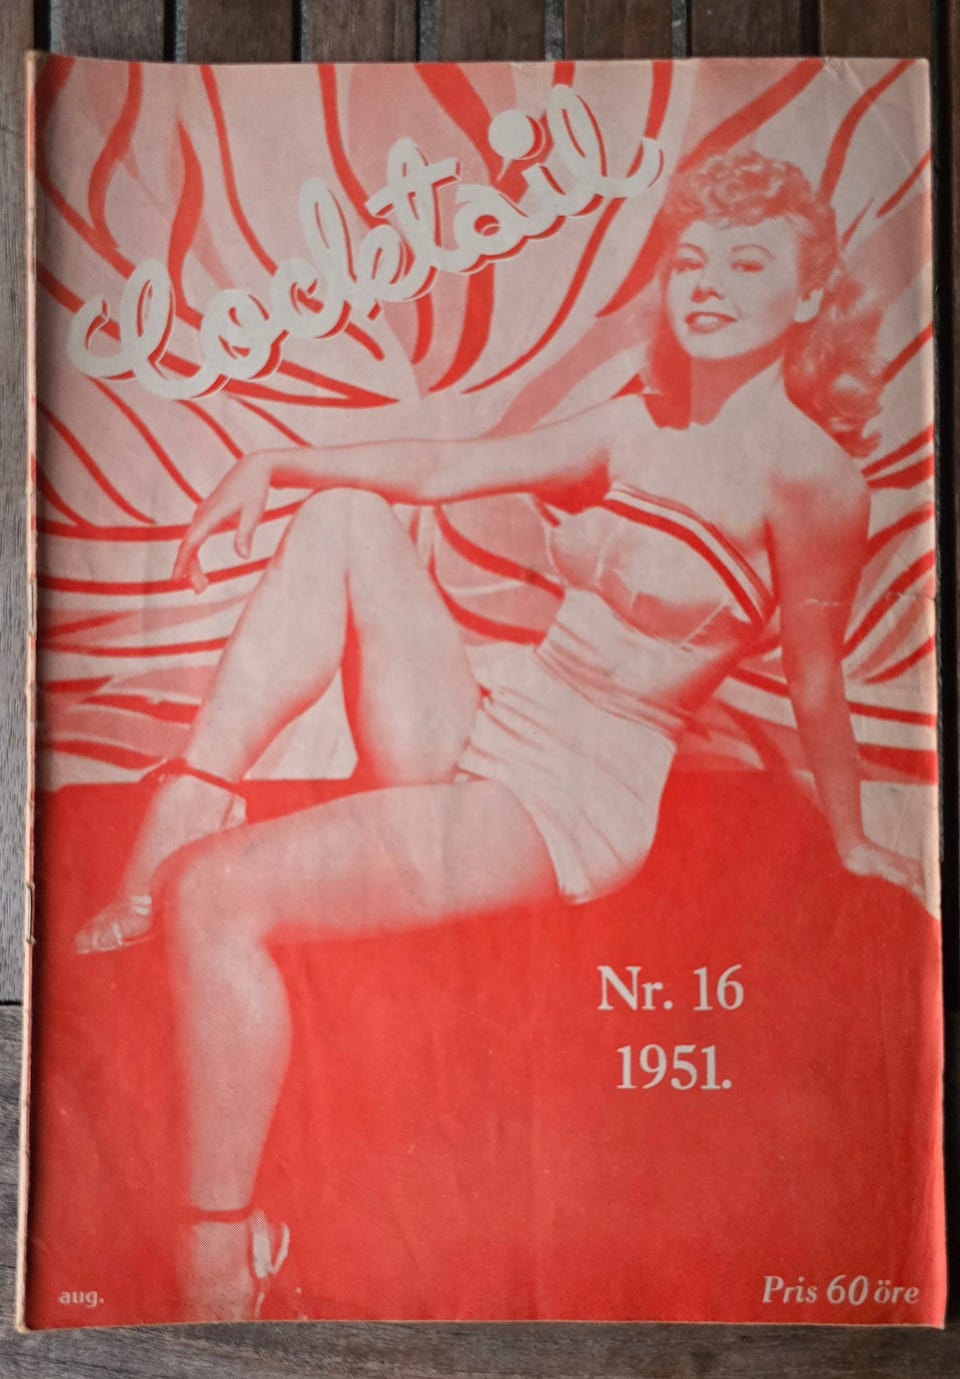 Cocktail
Nr. 16
1951.
aug.
Pris 60 öre